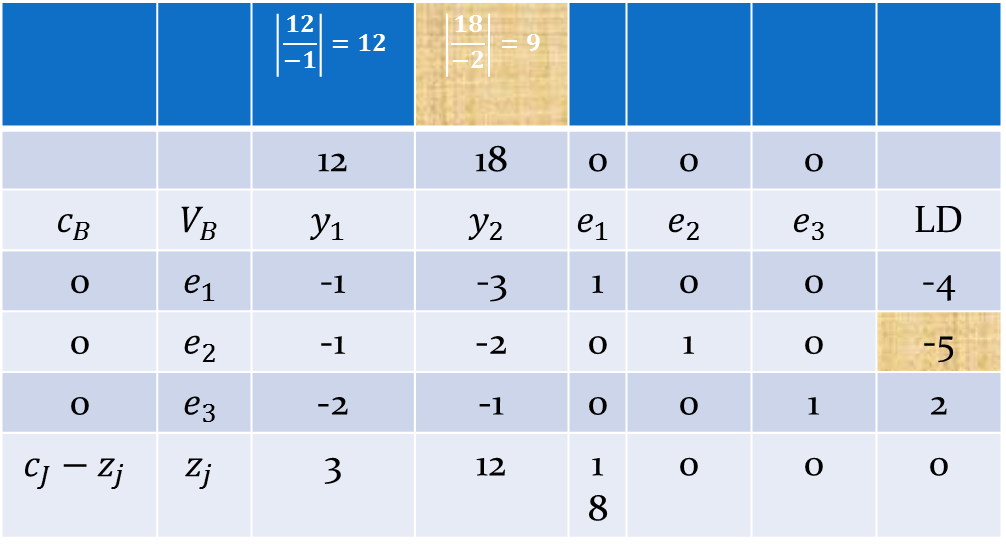 |12/−1| = 12 |18/−2| = 9
12 18 0 0 0
c_B V_B y_1 y_2 e_1 e_2 e_3 LD
0 e_1 -1 -3 1 0 0 -4
0 e_2 -1 -2 0 1 0 -5
0 e_3 -2 -1 0 0 1 2
c_J − z_j z_j 3 12 1 0 0 0
8